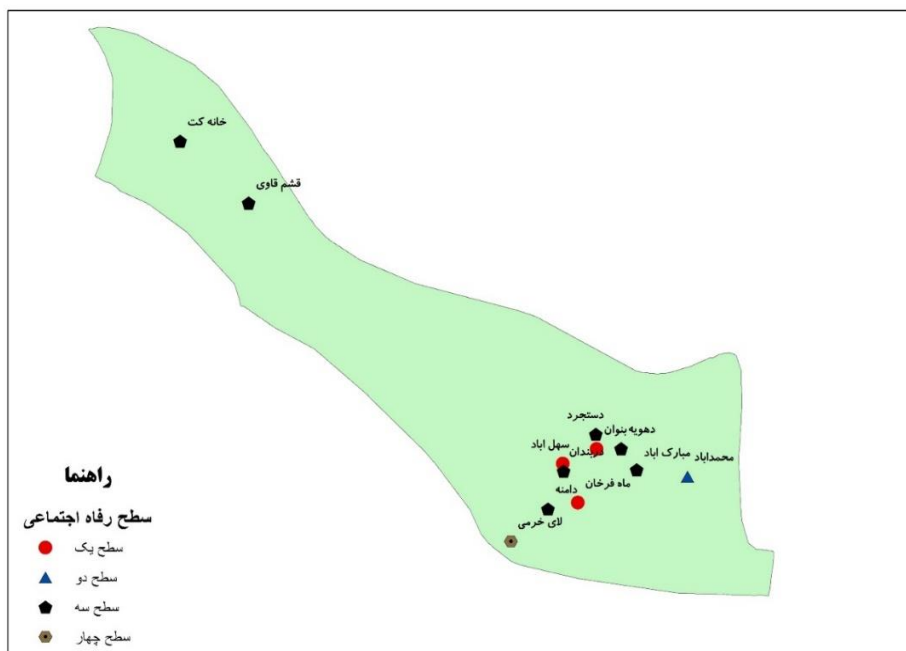 خانه کت
قشم قاوی
دستجرد
دهویه بنوان
سهل اباد
دربندان
مبارک اباد
محمداباد
ماه فرخان
دامنه
لای خرمی
راهنما
سطح رفاه اجتماعی
سطح یک
سطح دو
سطح سه
سطح چهار